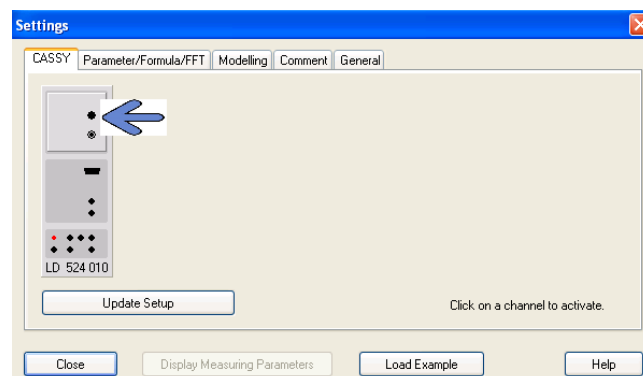 Settings
CASSY Parameter/Formula/FFT Modelling Comment General
LD 524 010
Update Setup Click on a channel to activate.
Close Display Measuring Parameters Load Example Help